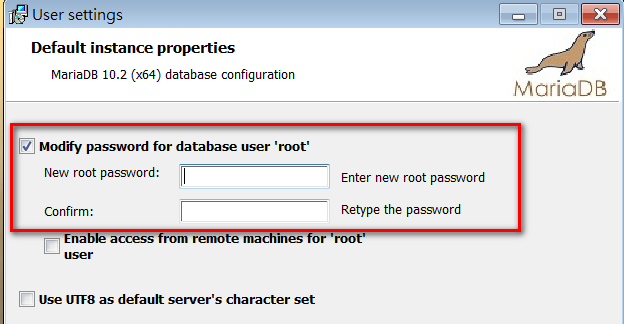 User settings
Default instance properties
MariaDB 10.2 (x64) database configuration
MariaDB
Modify password for database user 'root'
New root password: Enter new root password
Confirm: Retype the password
Enable access from remote machines for 'root'
user
Use UTF8 as default server's character set